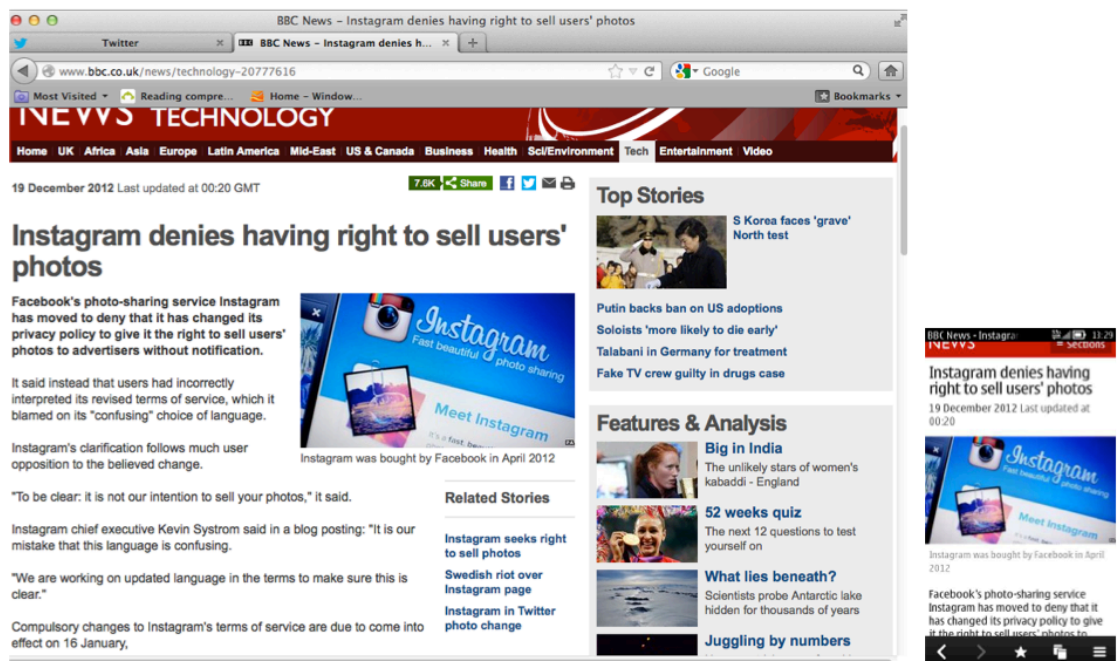 BBC News – Instagram denies having right to sell users' photos
Twitter
BBC News – Instagram denies h...
www.bbc.co.uk/news/technology-20777616
Google
Most Visited
Reading compre...
Home – Window...
Bookmarks
NEWS TECHNOLOGY
Home UK Africa Asia Europe Latin America Mid-East US & Canada Business Health Sci/Environment Tech Entertainment Video
19 December 2012 Last updated at 00:20 GMT
7.6K Share
Instagram denies having right to sell users'
photos
Facebook's photo-sharing service Instagram
has moved to deny that it has changed its
privacy policy to give it the right to sell users'
photos to advertisers without notification.
It said instead that users had incorrectly
interpreted its revised terms of service, which it
blamed on its "confusing" choice of language.
Instagram's clarification follows much user
opposition to the believed change.
"To be clear: it is not our intention to sell your photos," it said.
Instagram chief executive Kevin Systrom said in a blog posting: "It is our
mistake that this language is confusing.
"We are working on updated language in the terms to make sure this is
clear."
Compulsory changes to Instagram's terms of service are due to come into
effect on 16 January,
Instagram
Fast beautiful photo sharing
Meet Instagram
It's a fast, beau
Instagram was bought by Facebook in April 2012
Related Stories
Instagram seeks right
to sell photos
Swedish riot over
Instagram page
Instagram in Twitter
photo change
Top Stories
S Korea faces 'grave'
North test
Putin backs ban on US adoptions
Soloists 'more likely to die early'
Talabani in Germany for treatment
Fake TV crew guilty in drugs case
Features & Analysis
Big in India
The unlikely stars of women's
kabaddi - England
52 weeks quiz
The next 12 questions to test
yourself on
What lies beneath?
Scientists probe Antarctic lake
hidden for thousands of years
Juggling by numbers
BBC News - Instagra 13:29
NEWS Sections
Instagram denies having
right to sell users' photos
19 December 2012 Last updated at
00:20
Instagram
Fast beautiful photo sharing
Meet Instagram
Instagram was bought by Facebook in April
2012
Facebook's photo-sharing service
Instagram has moved to deny that it
has changed its privacy policy to give
it the right to sell users' photos to